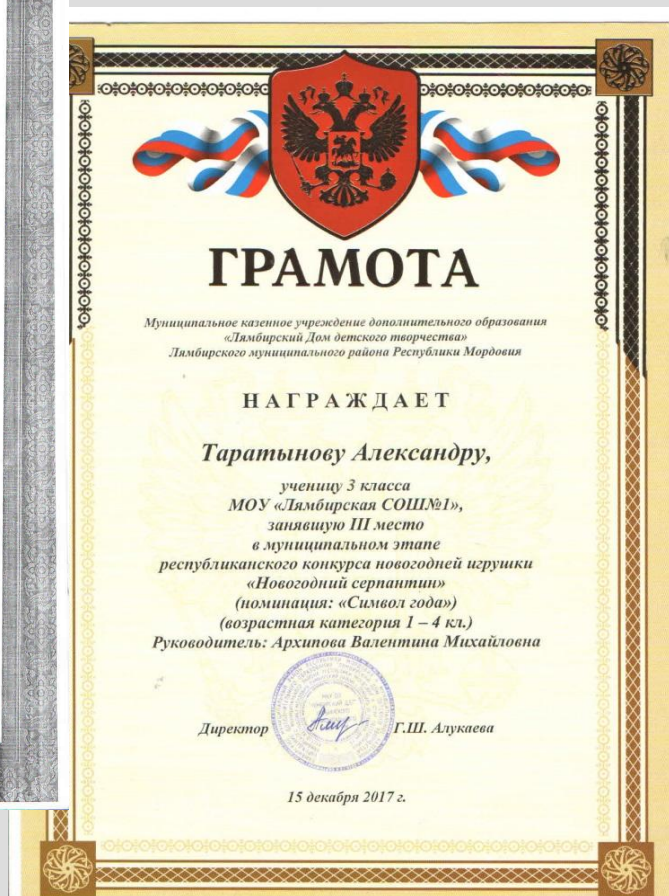 ГРАМОТА
Муниципальное казенное учреждение дополнительного образования
«Лямбирский Дом детского творчества»
Лямбирского муниципального района Республики Мордовия
НАГРАЖДАЕТ
Таратынову Александру,
ученицу 3 класса
МОУ «Лямбирская СОШ№1»,
занявшую III место
в муниципальном этапе
республиканского конкурса новогодней игрушки
«Новогодний серпантин»
(номинация: «Символ года»)
(возрастная категория 1 – 4 кл.)
Руководитель: Архипова Валентина Михайловна
Директор Г.Ш. Алукаева
15 декабря 2017 г.